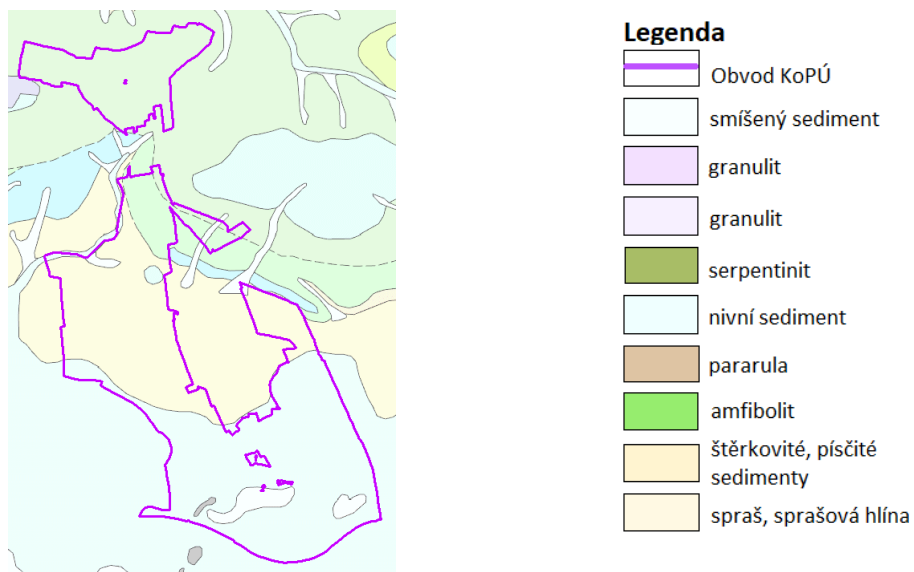 Legenda
Obvod KoPÚ
smíšený sediment
granulit
granulit
serpentinit
nivní sediment
pararula
amfibolit
štěrkovité, písčité
sedimenty
spraš, sprašová hlína